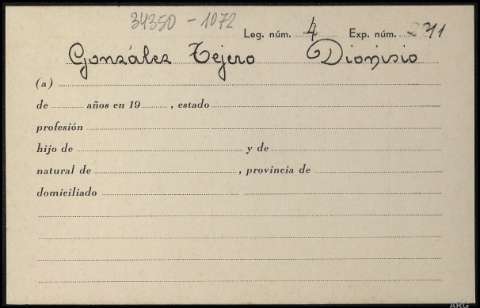 34350 - 1072
Leg. núm. 4 Exp. núm. 271
González Tejero Dionisio
(a)
de años en 19 , estado
profesión
hijo de y de
natural de , provincia de
domiciliado
ARG